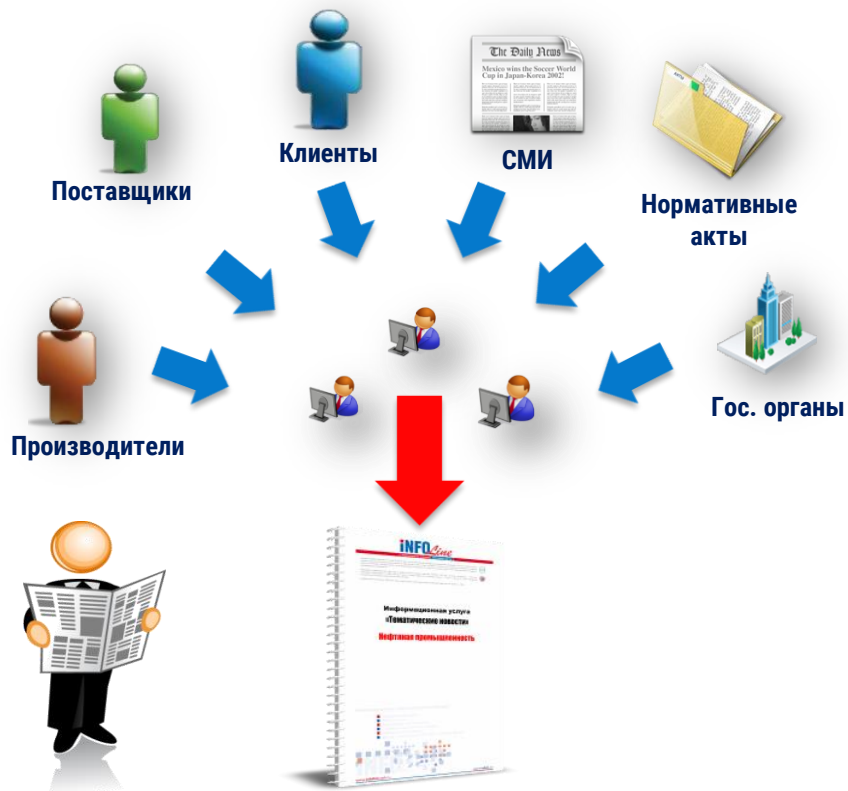 The Daily News
Mexico wins the Soccer World
Cup in Japan-Korea 2002!
Клиенты
СМИ
Поставщики
Нормативные
акты
Гос. органы
Производители
iNFOLine
Информационная услуга
«Тематические новости»
Нефтяная промышленность